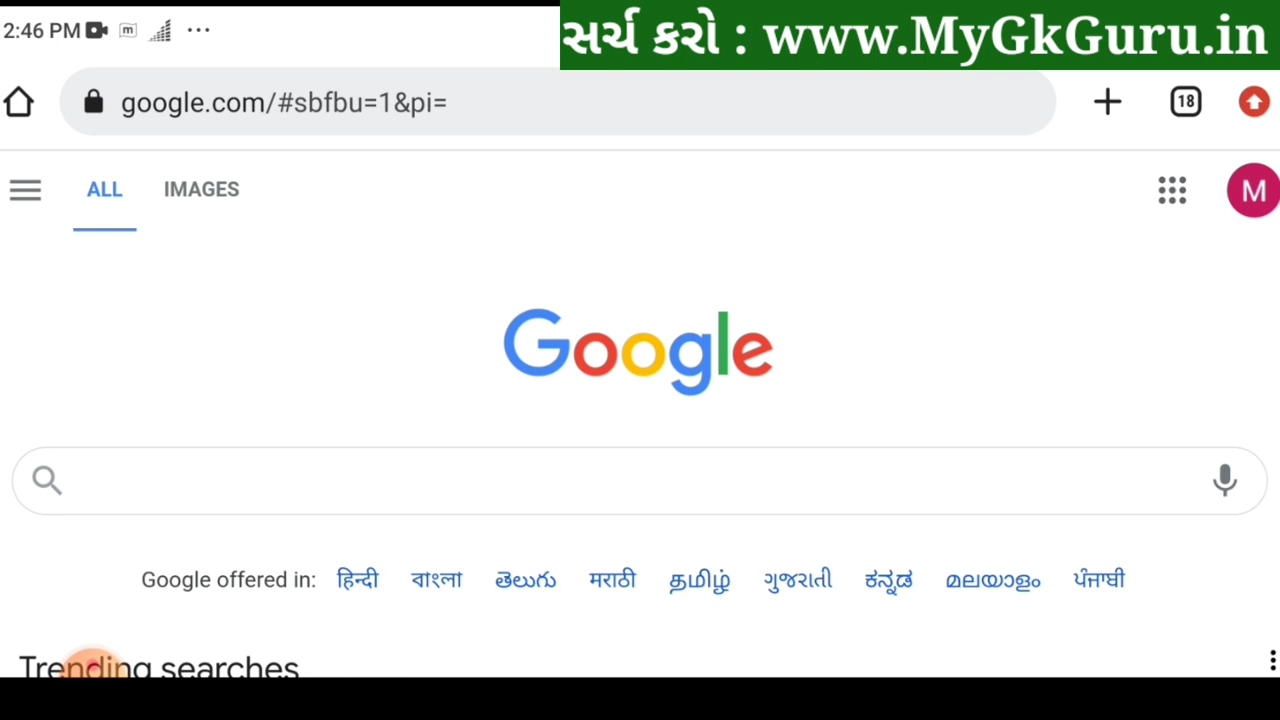 2:46 PM m
સર્ચ કરો : www.MyGkGuru.in
google.com/#sbfbu=1&pi=
18
ALL IMAGES
M
Google
Google offered in: हिन्दी বাংলা తెలుగు मराठी தமிழ் ગુજરાતી ಕನ್ನಡ മലയാളം ਪੰਜਾਬੀ
Trending searches